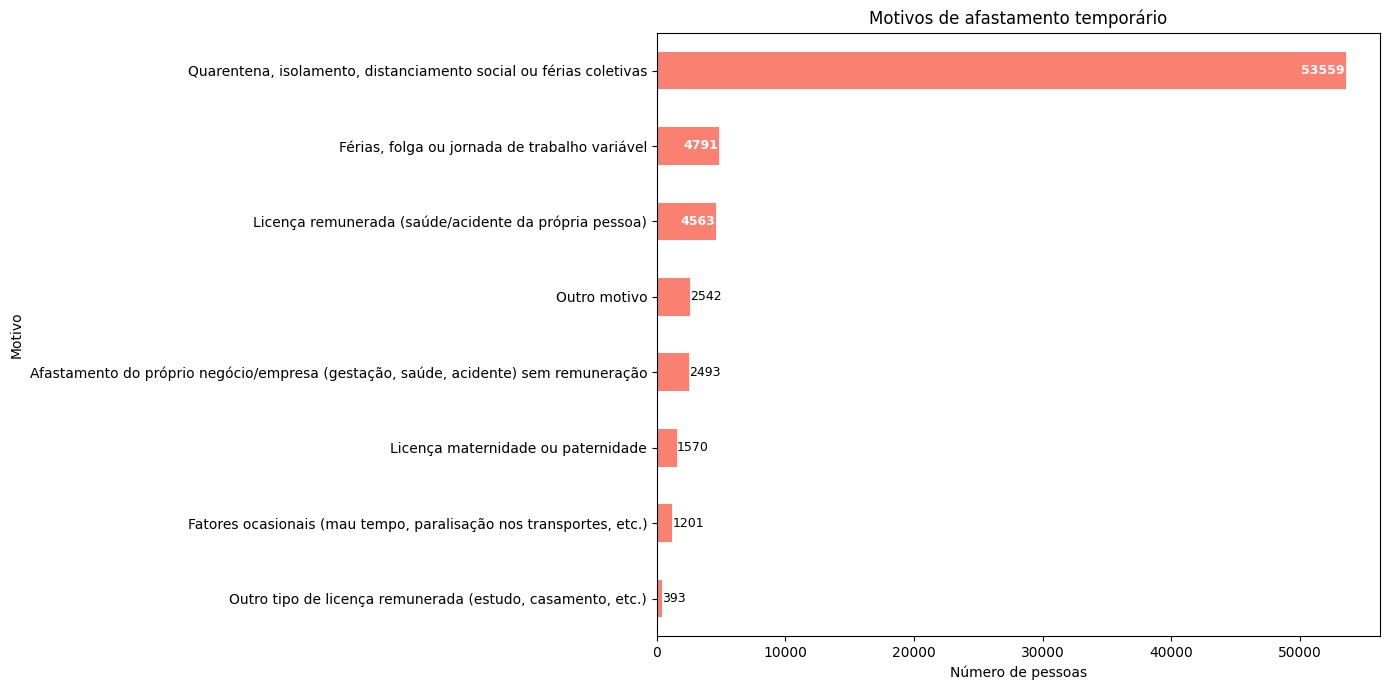 Motivos de afastamento temporário
Quarentena, isolamento, distanciamento social ou férias coletivas
53559
Férias, folga ou jornada de trabalho variável
4791
Licença remunerada (saúde/acidente da própria pessoa)
4563
Outro motivo
2542
Afastamento do próprio negócio/empresa (gestação, saúde, acidente) sem remuneração
2493
Licença maternidade ou paternidade
1570
Fatores ocasionais (mau tempo, paralisação nos transportes, etc.)
1201
Outro tipo de licença remunerada (estudo, casamento, etc.)
393
Motivo
0 10000 20000 30000 40000 50000
Número de pessoas